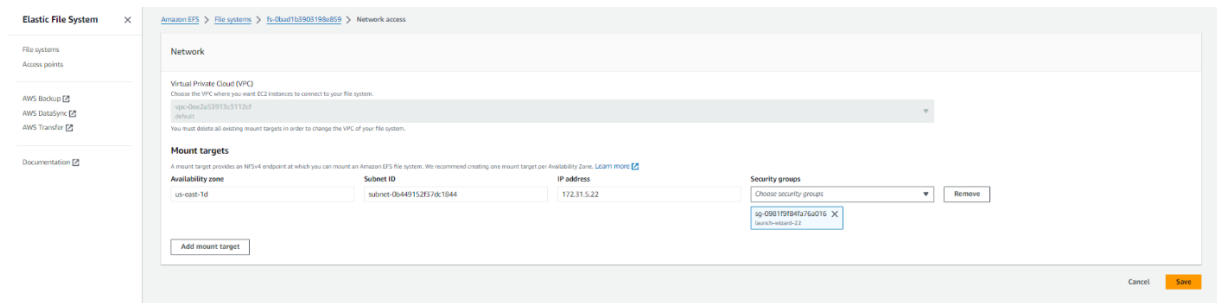 Elastic File System
Amazon EFS > File systems > fs-0bad1b3903198e859 > Network access
File systems
Access points
AWS Backup
AWS DataSync
AWS Transfer
Documentation
Network
Virtual Private Cloud (VPC)
Choose the VPC where you want EC2 instances to connect to your file system.
vpc-0ee2a53913c3112cf
default
You must delete all existing mount targets in order to change the VPC of your file system.
Mount targets
A mount target provides an NFSv4 endpoint at which you can mount an Amazon EFS file system. We recommend creating one mount target per Availability Zone. Learn more
Availability zone Subnet ID IP address Security groups
us-east-1d subnet-0b449152f37dc1844 172.31.5.22 Choose security groups Remove
sg-0981f9f84fa76a016
launch-wizard-22
Add mount target
Cancel Save